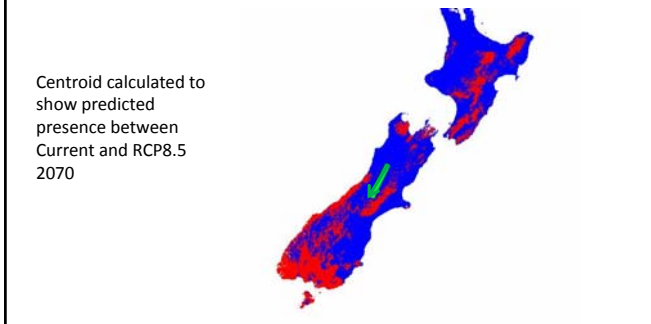 Centroid calculated to
show predicted
presence between
Current and RCP8.5
2070